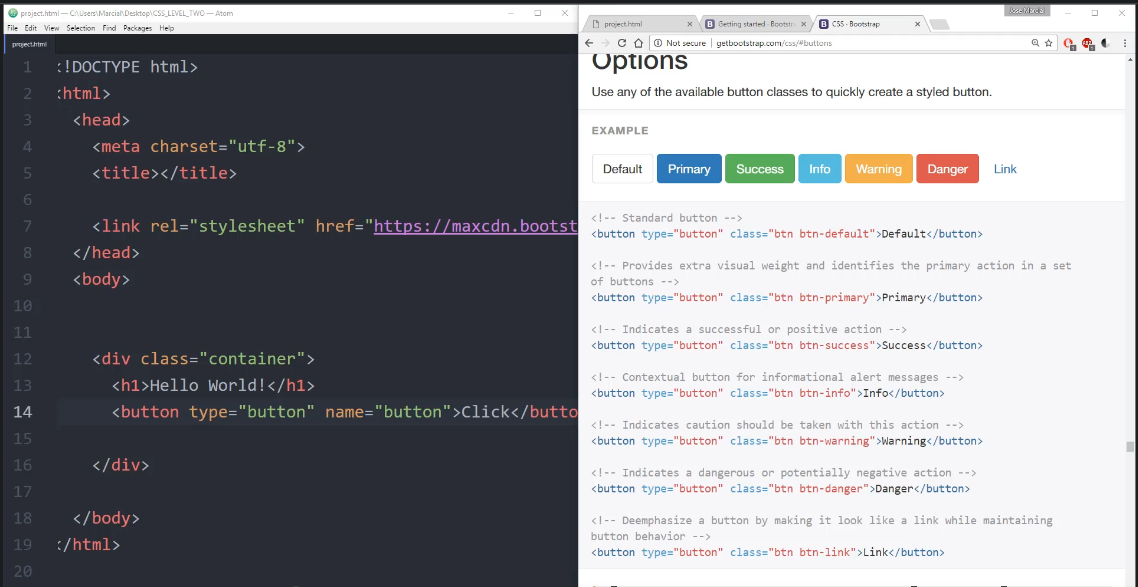 project.html — C:\Users\Marcial\Desktop\CSS_LEVEL_TWO — Atom
File Edit View Selection Find Packages Help
project.html
1 <!DOCTYPE html>
2 <html>
3 <head>
4 <meta charset="utf-8">
5 <title></title>
6
7 <link rel="stylesheet" href="https://maxcdn.bootst
8 </head>
9 <body>
10
11
12 <div class="container">
13 <h1>Hello World!</h1>
14 <button type="button" name="button">Click</butto
15
16 </div>
17
18 </body>
19 </html>
20
Jose Marcial
project.html
Getting started · Bootstr
CSS · Bootstrap
Not secure | getbootstrap.com/css/#buttons
Options
Use any of the available button classes to quickly create a styled button.
EXAMPLE
Default Primary Success Info Warning Danger Link
<!-- Standard button -->
<button type="button" class="btn btn-default">Default</button>
<!-- Provides extra visual weight and identifies the primary action in a set
of buttons -->
<button type="button" class="btn btn-primary">Primary</button>
<!-- Indicates a successful or positive action -->
<button type="button" class="btn btn-success">Success</button>
<!-- Contextual button for informational alert messages -->
<button type="button" class="btn btn-info">Info</button>
<!-- Indicates caution should be taken with this action -->
<button type="button" class="btn btn-warning">Warning</button>
<!-- Indicates a dangerous or potentially negative action -->
<button type="button" class="btn btn-danger">Danger</button>
<!-- Deemphasize a button by making it look like a link while maintaining
button behavior -->
<button type="button" class="btn btn-link">Link</button>